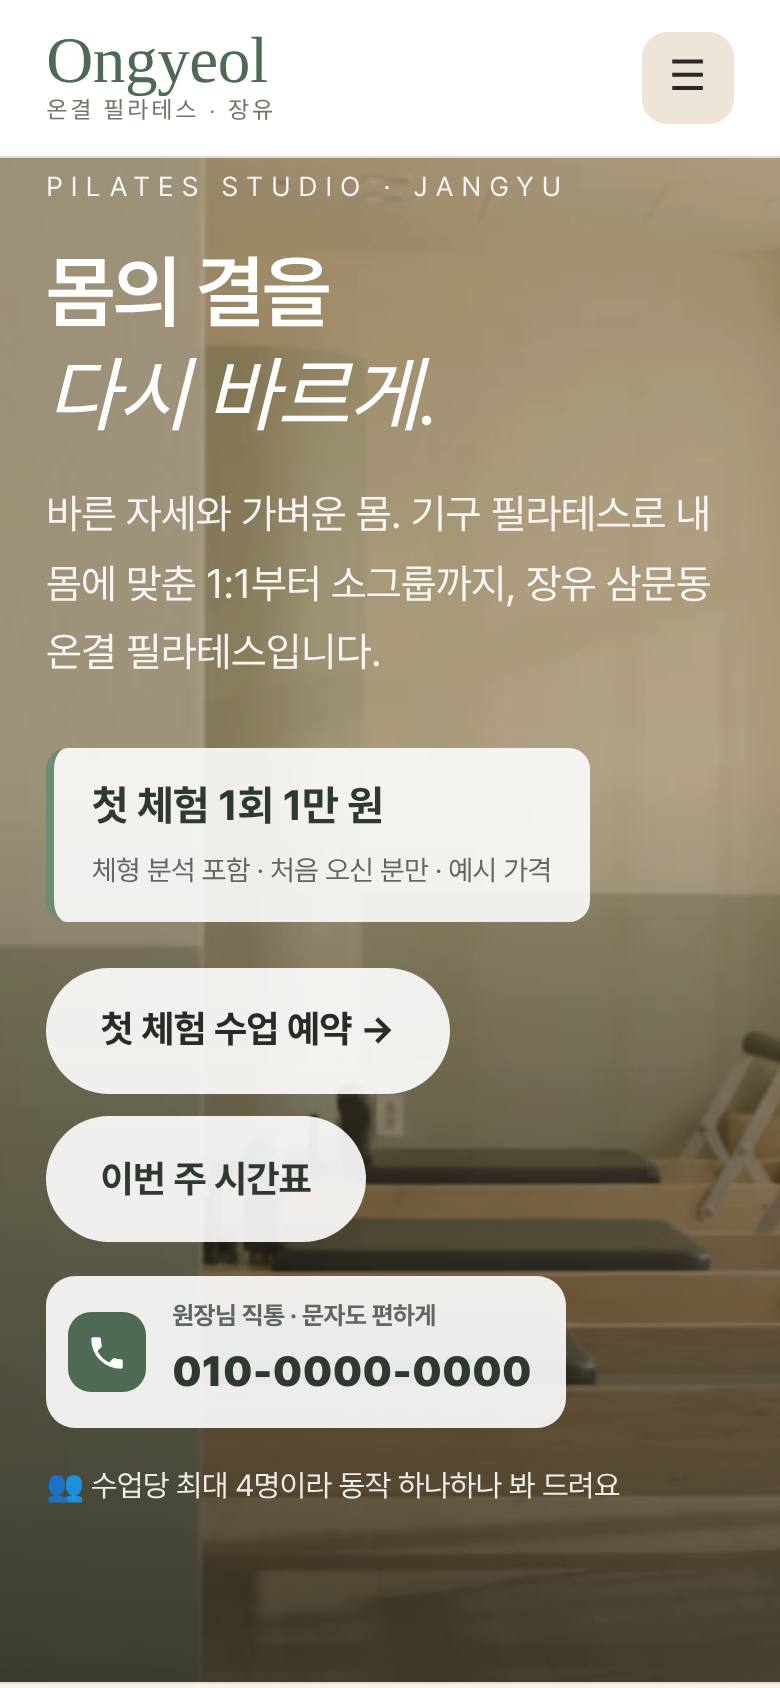 Ongyeol
온결 필라테스 · 장유
PILATES STUDIO · JANGYU
몸의 결을
다시 바르게.
바른 자세와 가벼운 몸. 기구 필라테스로 내
몸에 맞춘 1:1부터 소그룹까지, 장유 삼문동
온결 필라테스입니다.
첫 체험 1회 1만 원
체형 분석 포함 · 처음 오신 분만 · 예시 가격
첫 체험 수업 예약 →
이번 주 시간표
원장님 직통 · 문자도 편하게
010-0000-0000
👥 수업당 최대 4명이라 동작 하나하나 봐 드려요